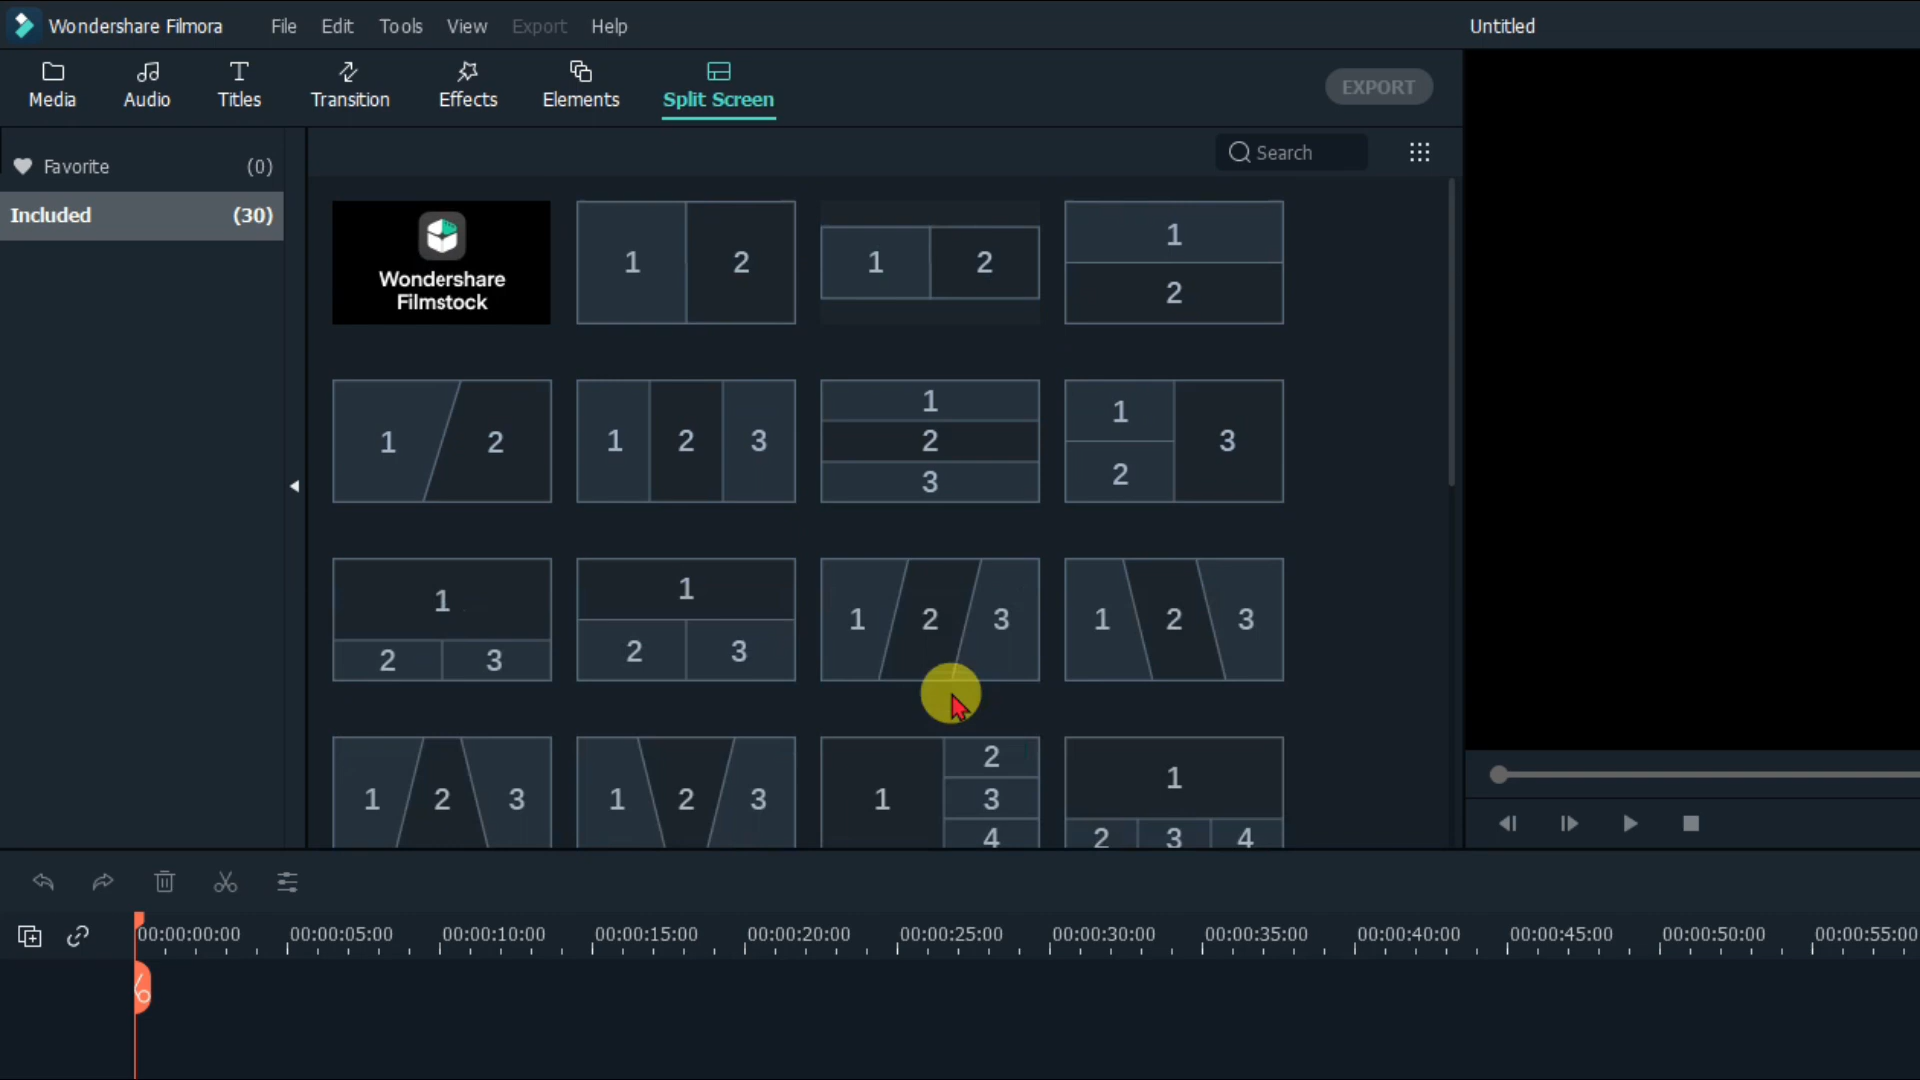 Wondershare Filmora File Edit Tools View Export Help Untitled
Media Audio Titles Transition Effects Elements Split Screen EXPORT
Favorite (0) Search
Included (30)
Wondershare
Filmstock
1 2
1 2
1
2
1 2
1 2 3
1
2
3
1
2
3
1
2 3
1
2 3
1 2 3
1 2 3
1 2 3
1 2 3
1
2
3
4
1
2 3 4
00:00:00:00 00:00:05:00 00:00:10:00 00:00:15:00 00:00:20:00 00:00:25:00 00:00:30:00 00:00:35:00 00:00:40:00 00:00:45:00 00:00:50:00 00:00:55:00